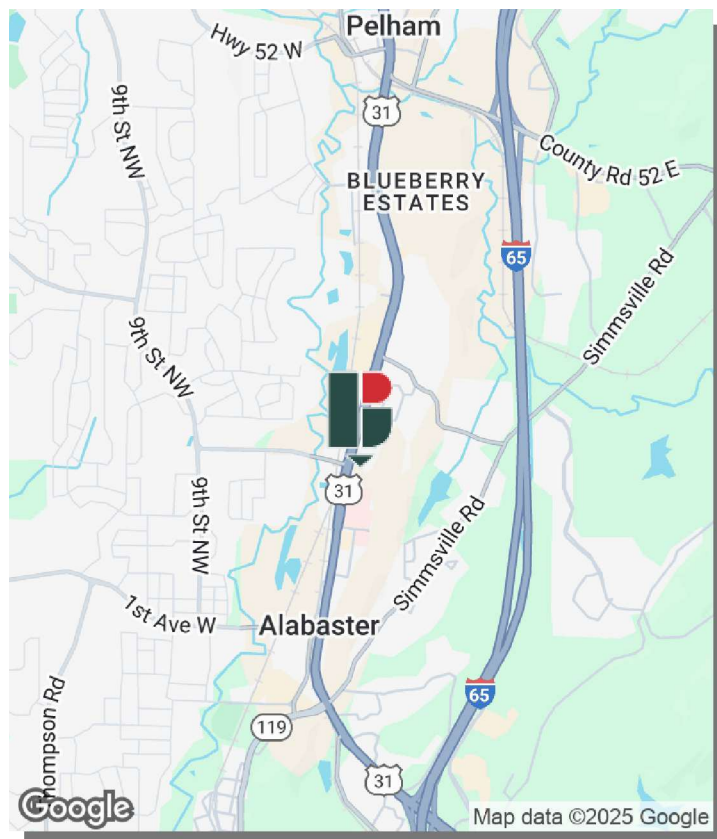 Pelham
Hwy 52 W
31
9th St NW
County Rd 52 E
BLUEBERRY
ESTATES
65
Simmsville Rd
9th St NW
31
9th St NW
Simmsville Rd
1st Ave W
Alabaster
65
119
Thompson Rd
31
Google
Map data ©2025 Google